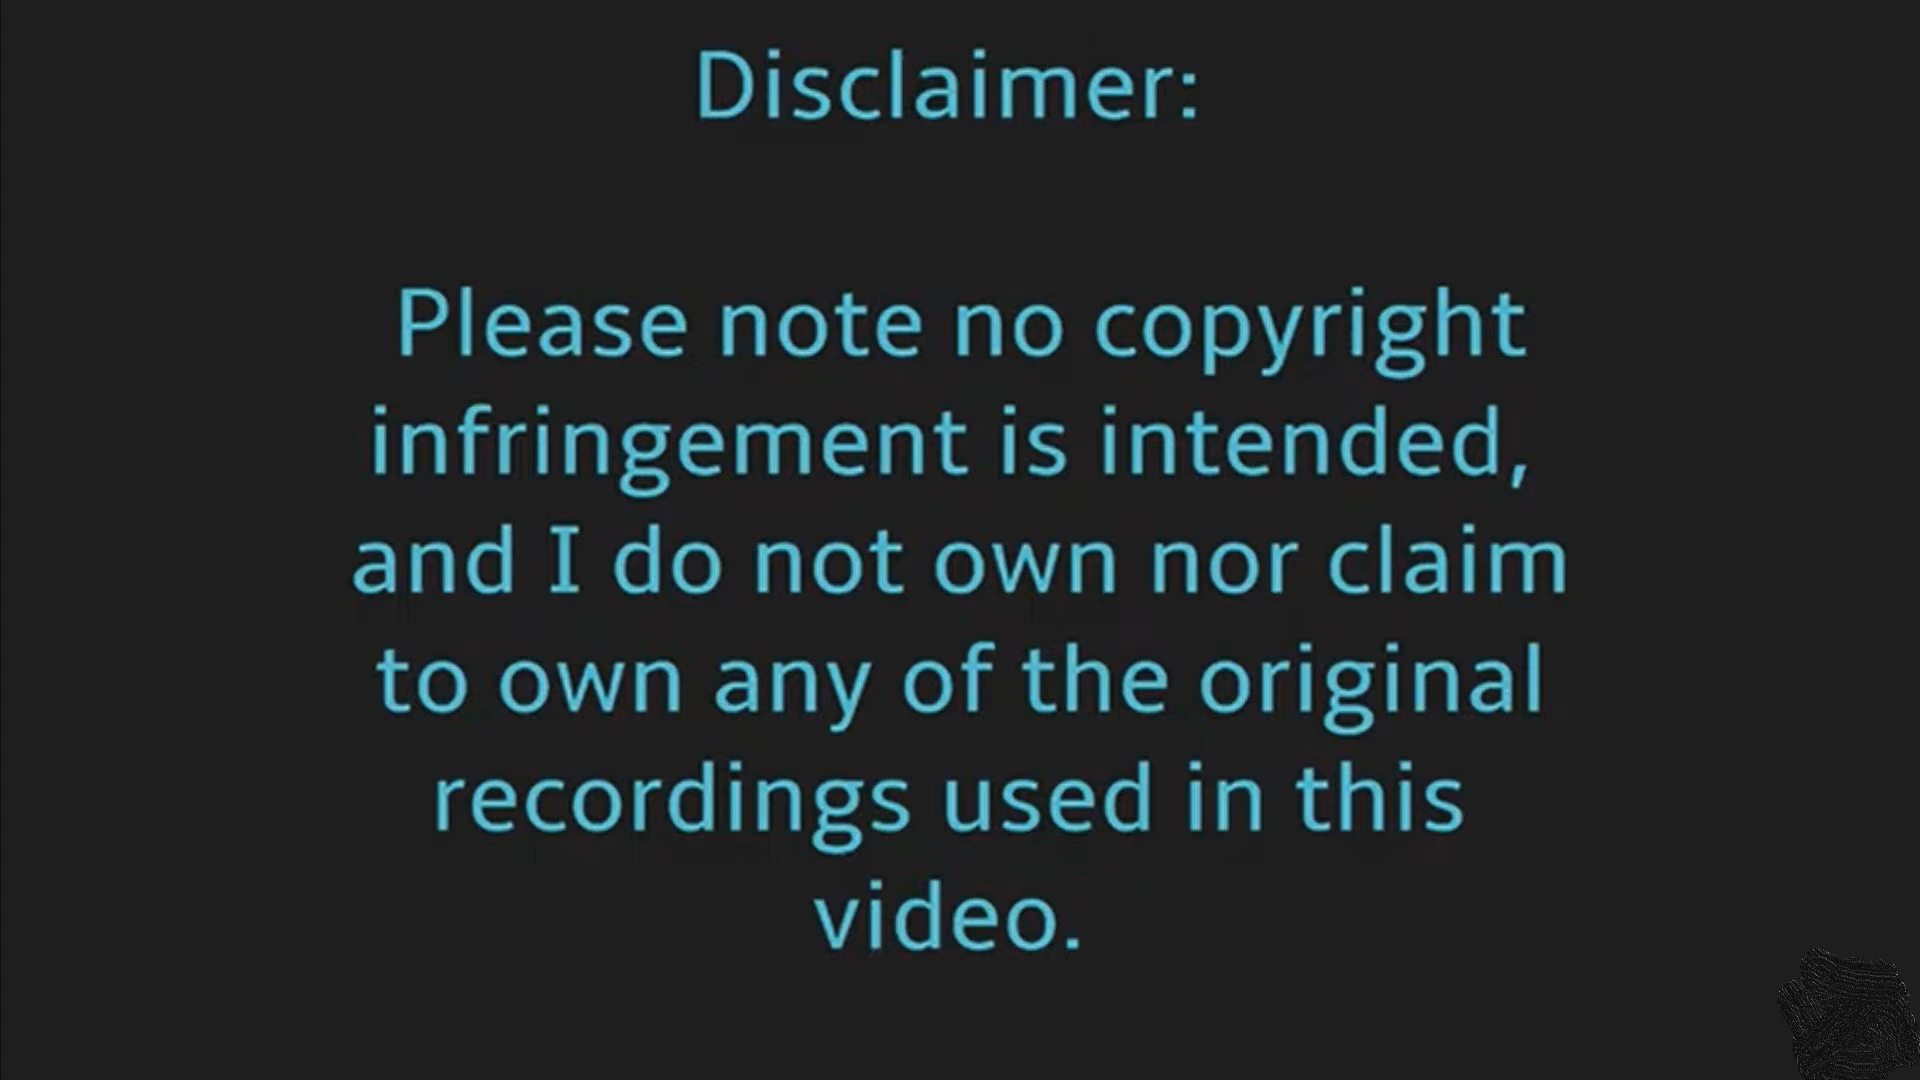 Disclaimer:
Please note no copyright
infringement is intended,
and I do not own nor claim
to own any of the original
recordings used in this
video.